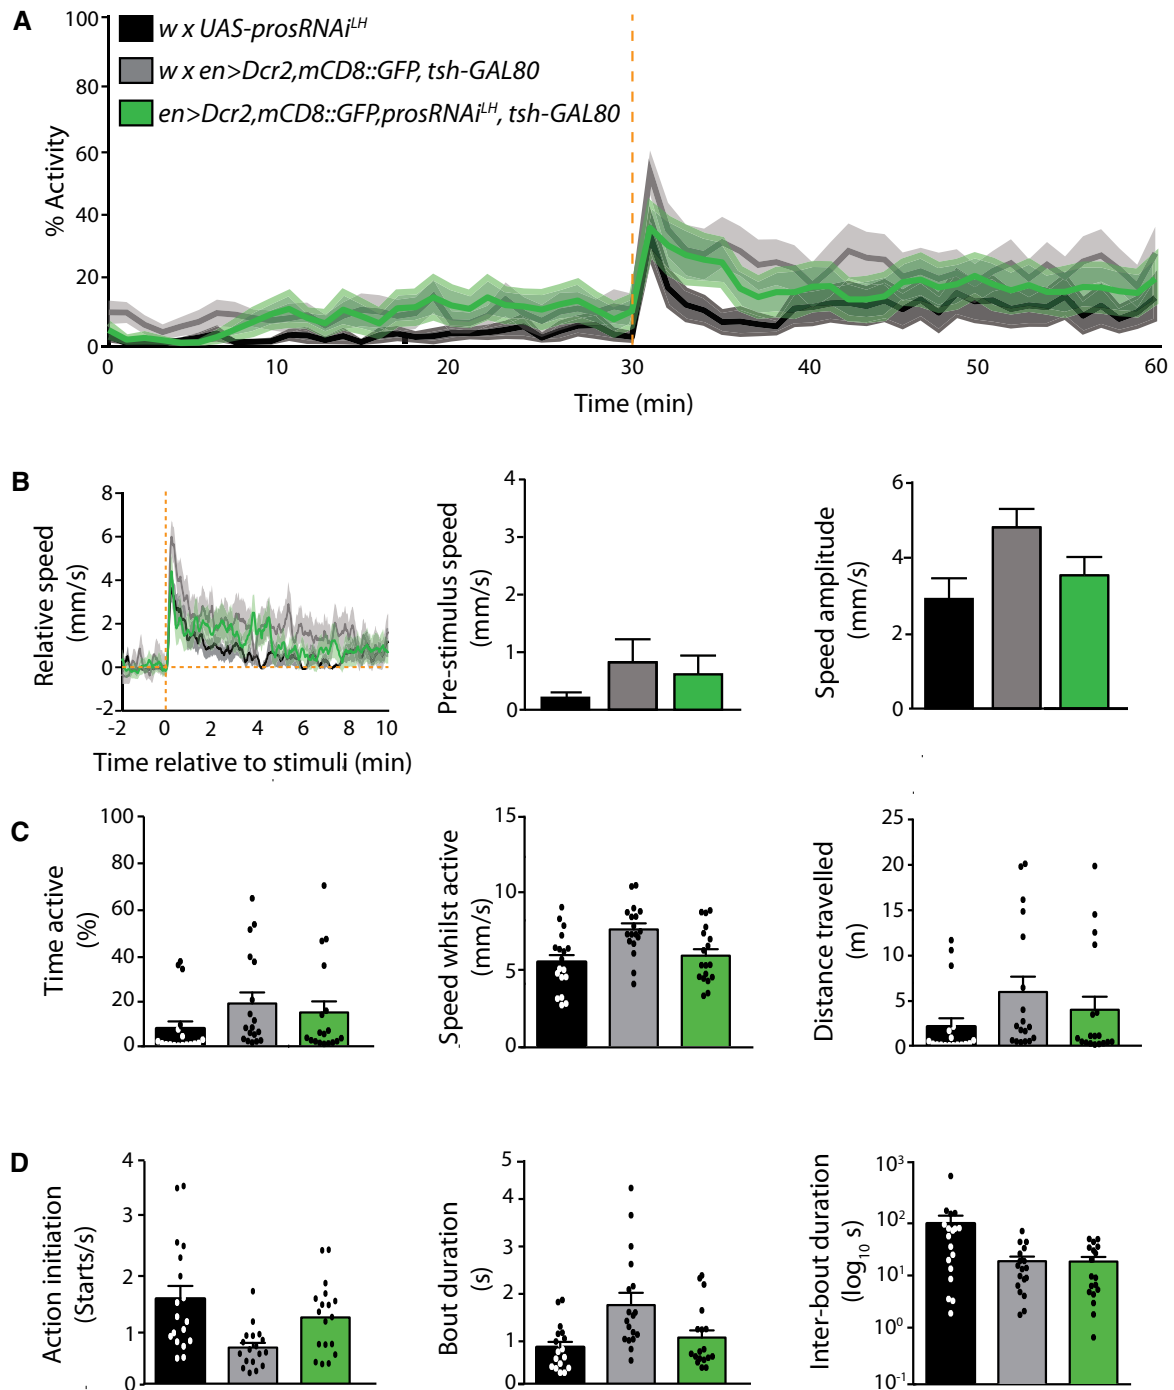 A
100
80
60
40
20
0
% Activity
w x UAS-prosRNAi^LH
w x en>Dcr2,mCD8::GFP, tsh-GAL80
en>Dcr2,mCD8::GFP,prosRNAi^LH, tsh-GAL80
0 10 20 30 40 50 60
Time (min)
B
Relative speed
(mm/s)
8
6
4
2
0
-2
-2 0 2 4 6 8 10
Time relative to stimuli (min)
Pre-stimulus speed
(mm/s)
4
3
2
1
0
Speed amplitude
(mm/s)
6
4
2
0
C
Time active
(%)
100
80
60
40
20
0
Speed whilst active
(mm/s)
15
10
5
0
Distance travelled
(m)
25
20
15
10
5
0
D
Action initiation
(Starts/s)
4
3
2
1
0
Bout duration
(s)
5
4
3
2
1
0
Inter-bout duration
(log10 s)
10^3
10^2
10^1
10^0
10^-1